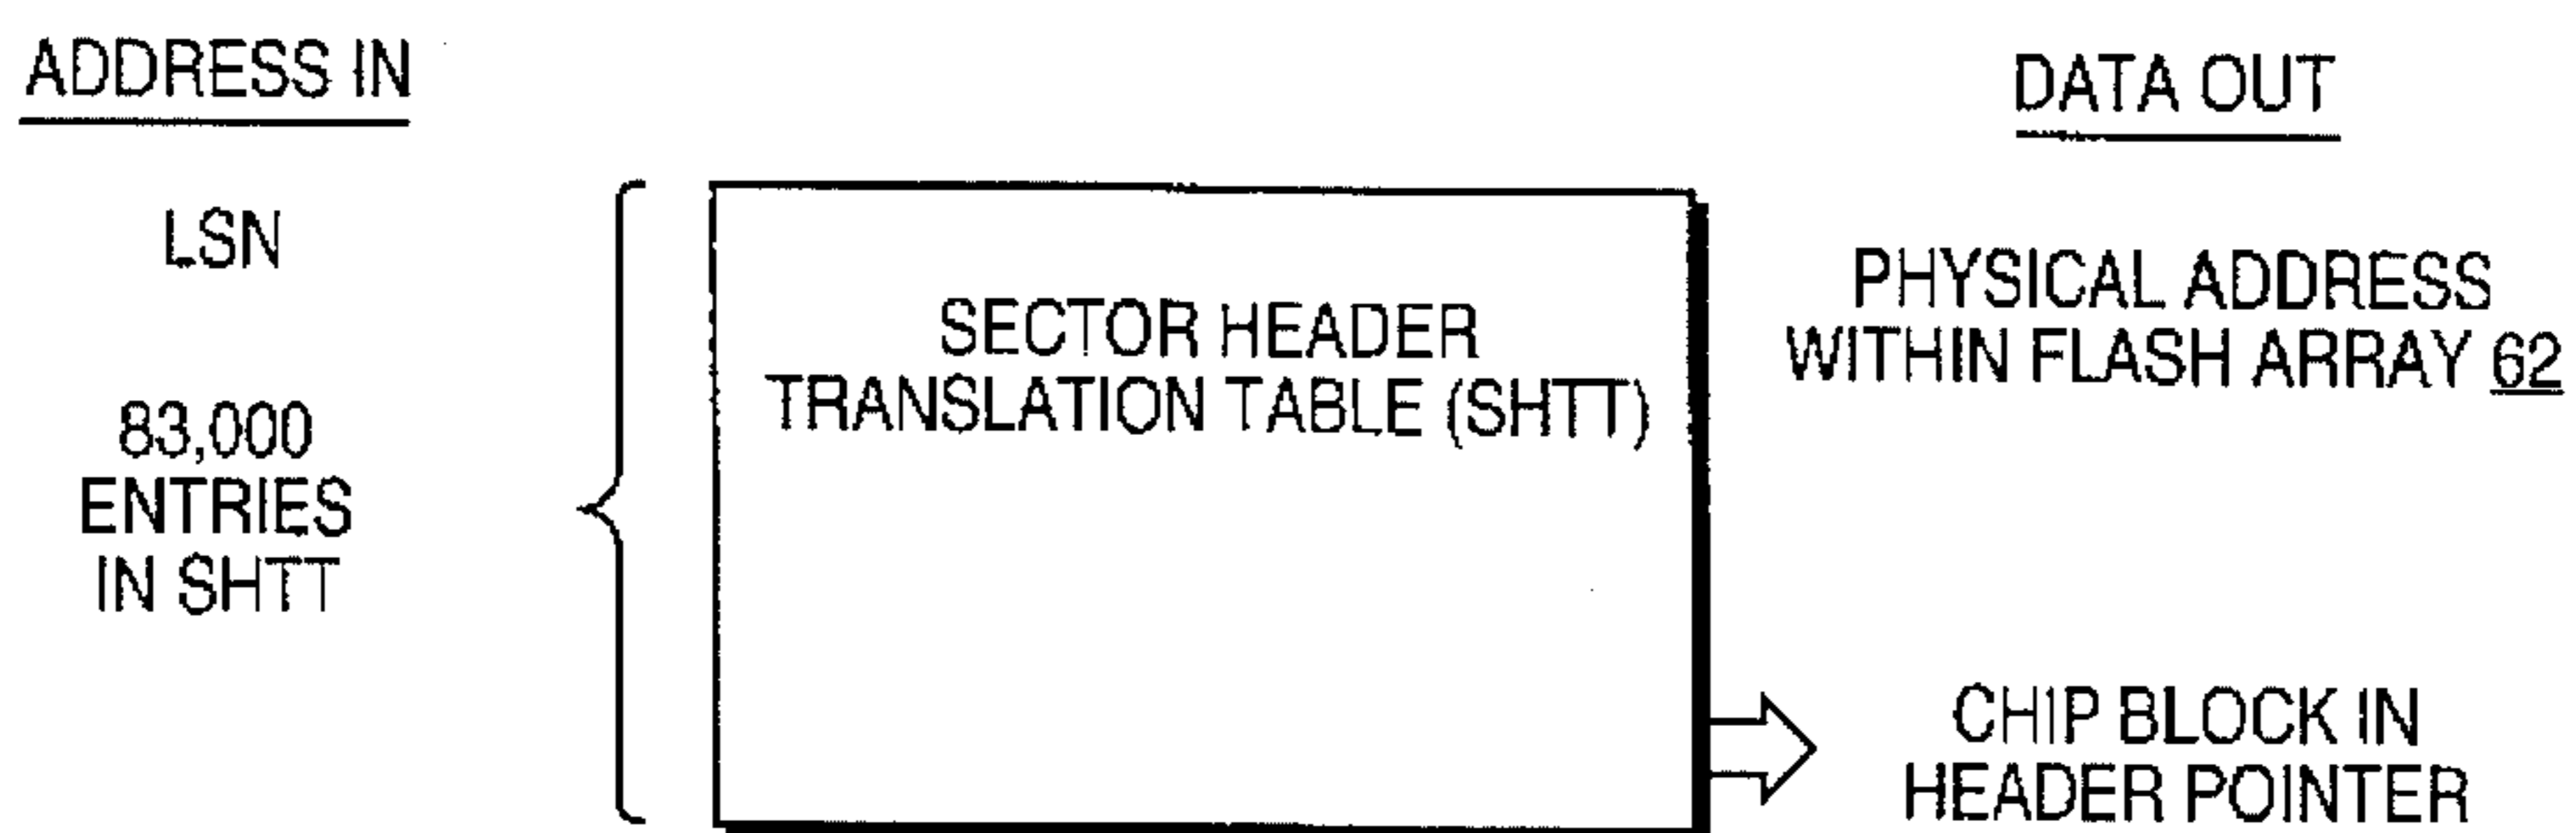 ADDRESS IN
LSN
83,000
ENTRIES
IN SHTT
SECTOR HEADER
TRANSLATION TABLE (SHTT)
DATA OUT
PHYSICAL ADDRESS
WITHIN FLASH ARRAY 62
CHIP BLOCK IN
HEADER POINTER